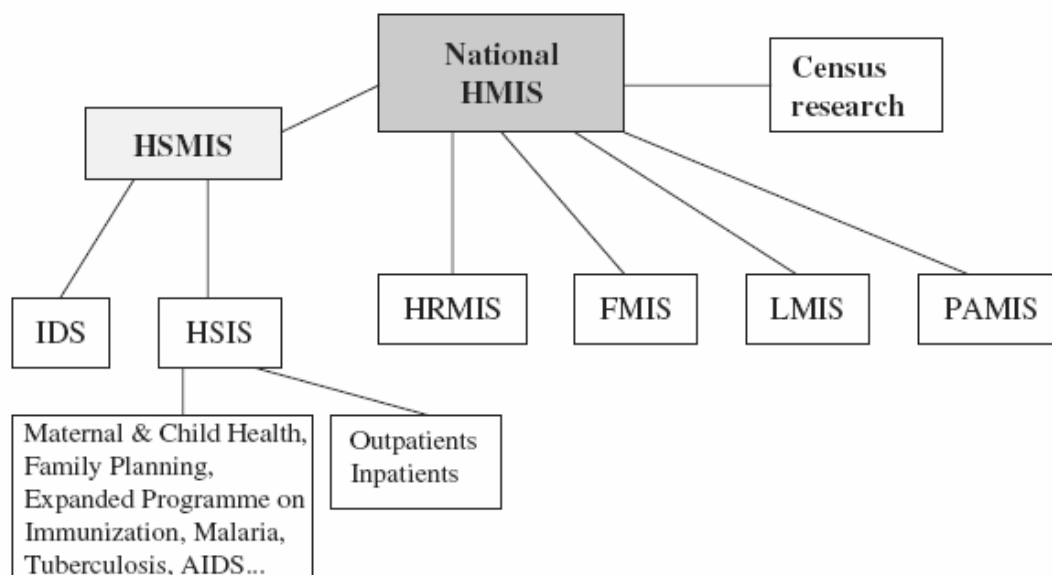 National
HMIS
Census
research
HSMIS
IDS
HSIS
HRMIS
FMIS
LMIS
PAMIS
Maternal & Child Health,
Family Planning,
Expanded Programme on
Immunization, Malaria,
Tuberculosis, AIDS...
Outpatients
Inpatients